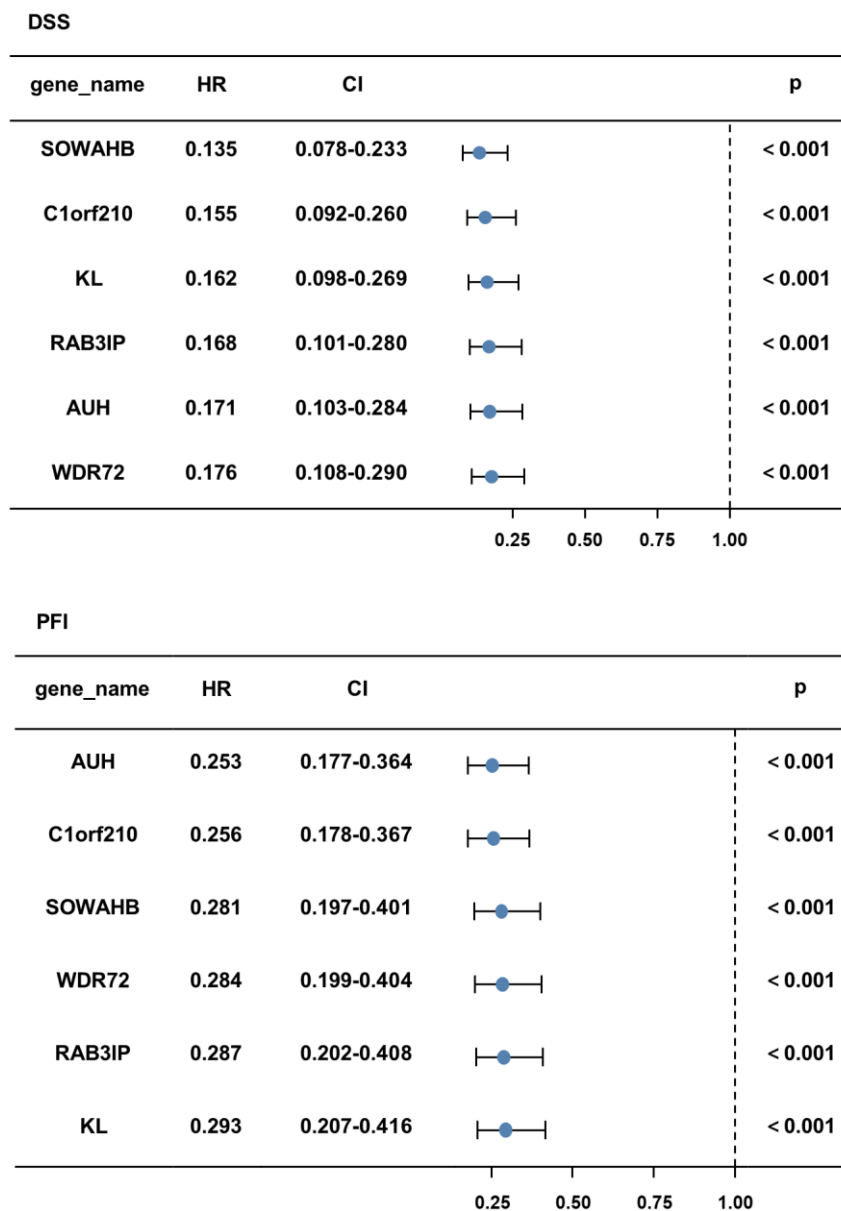 DSS
gene_name HR CI p
SOWAHB 0.135 0.078-0.233 < 0.001
C1orf210 0.155 0.092-0.260 < 0.001
KL 0.162 0.098-0.269 < 0.001
RAB3IP 0.168 0.101-0.280 < 0.001
AUH 0.171 0.103-0.284 < 0.001
WDR72 0.176 0.108-0.290 < 0.001
0.25 0.50 0.75 1.00
PFI
gene_name HR CI p
AUH 0.253 0.177-0.364 < 0.001
C1orf210 0.256 0.178-0.367 < 0.001
SOWAHB 0.281 0.197-0.401 < 0.001
WDR72 0.284 0.199-0.404 < 0.001
RAB3IP 0.287 0.202-0.408 < 0.001
KL 0.293 0.207-0.416 < 0.001
0.25 0.50 0.75 1.00